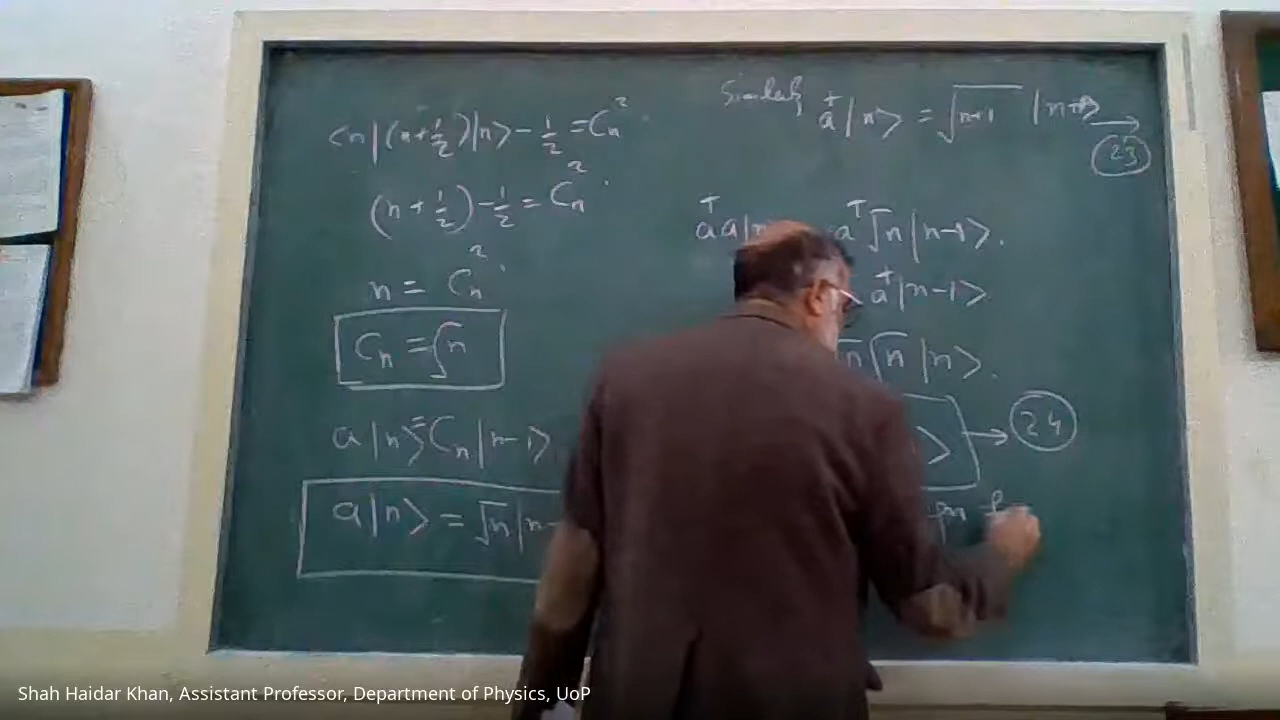 <n|(n+½)|n> - ½ = Cₙ²
(n + ½) - ½ = Cₙ²
n = Cₙ²
Cₙ = √n
a|n> = Cₙ|n-1>
a|n> = √n|n-
a†|n> = √n+1 |n+1> →
(23)
a†a|n a†√n|n-1>.
a†|n-1>.
√n √n|n>.
> → (24)
Shah Haidar Khan, Assistant Professor, Department of Physics, UoP